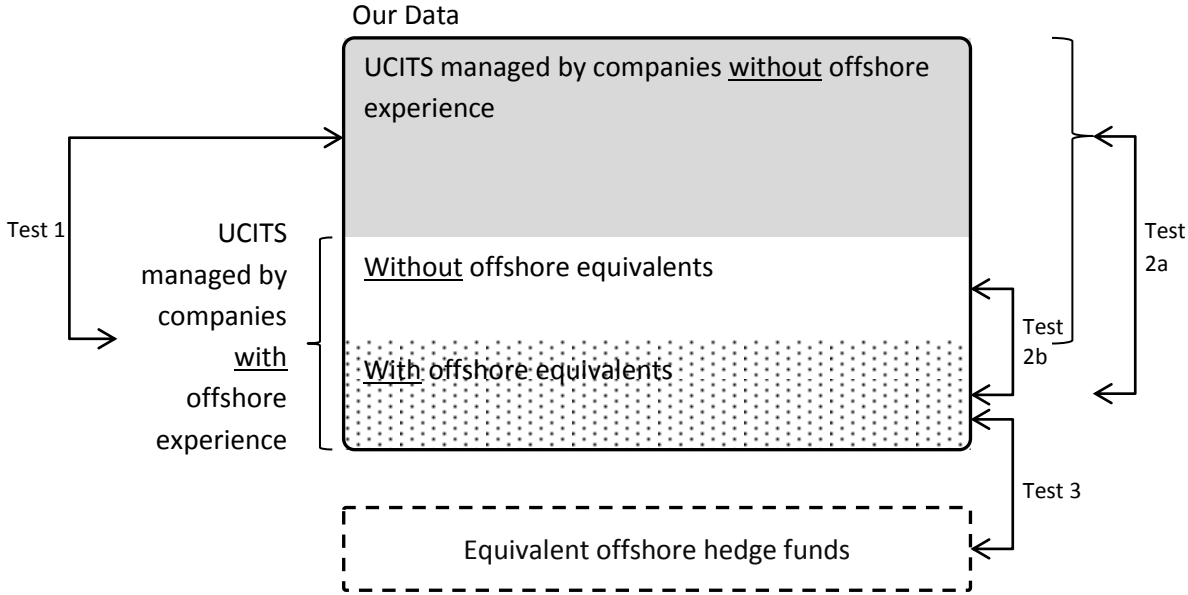 Our Data
UCITS managed by companies without offshore
experience
Test 1
UCITS
managed by
companies
with
offshore
experience
Without offshore equivalents
With offshore equivalents
Test
2a
Test
2b
Test 3
Equivalent offshore hedge funds